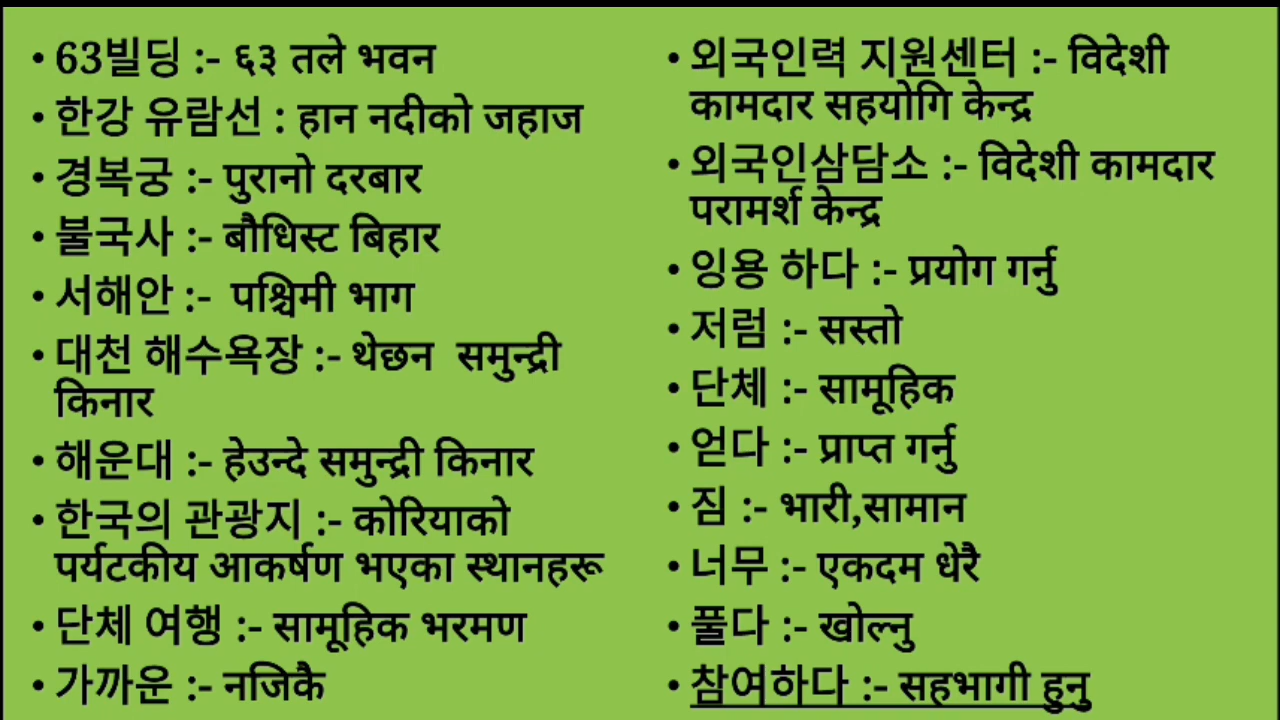 • 63빌딩 :- ६३ तले भवन
• 한강 유람선 : हान नदीको जहाज
• 경복궁 :- पुरानो दरबार
• 불국사 :- बौधिस्ट बिहार
• 서해안 :- पश्चिमी भाग
• 대천 해수욕장 :- थेछन समुन्द्री
किनार
• 해운대 :- हेउन्दे समुन्द्री किनार
• 한국의 관광지 :- कोरियाको
पर्यटकीय आकर्षण भएका स्थानहरू
• 단체 여행 :- सामूहिक भरमण
• 가까운 :- नजिकै
• 외국인력 지원센터 :- विदेशी
कामदार सहयोगि केन्द्र
• 외국인삼담소 :- विदेशी कामदार
परामर्श केन्द्र
• 잉용 하다 :- प्रयोग गर्नु
• 저럼 :- सस्तो
• 단체 :- सामूहिक
• 얻다 :- प्राप्त गर्नु
• 짐 :- भारी,सामान
• 너무 :- एकदम धेरै
• 풀다 :- खोल्नु
• 참여하다 :- सहभागी हुनु